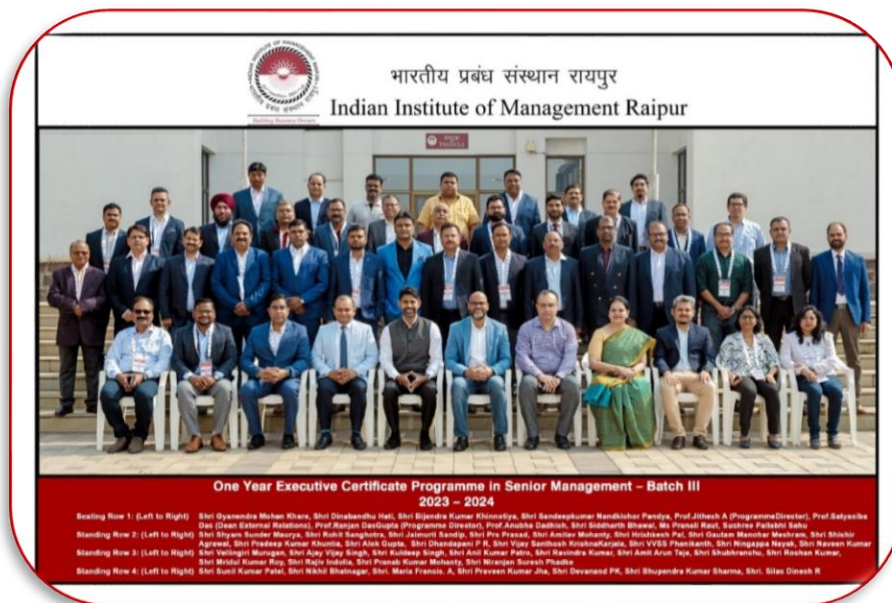 भारतीय प्रबंध संस्थान रायपुर
Indian Institute of Management Raipur
Building Business Owners
TANDULA
One Year Executive Certificate Programme in Senior Management – Batch III
2023 – 2024
Seating Row 1: (Left to Right) Shri Gyanendra Mohan Khare, Shri Dinabandhu Hati, Shri Bijendra Kumar Khinnotiya, Shri Sandeepkumar Nandkishor Pandya, Prof.Jithesh A (ProgrammeDirector), Prof.Satyasiba
Das (Dean External Relations), Prof.Ranjan DasGupta (Programme Director), Prof.Anubha Dadhich, Shri Siddharth Bhawal, Ms Pranali Raut, Sushree Pallabhi Sahu
Standing Row 2: (Left to Right) Shri Shyam Sunder Maurya, Shri Rohit Sanghotra, Shri Jaimurti Sandip, Shri Prs Prasad, Shri Amitav Mohanty, Shri Hrishkesh Pal, Shri Gautam Manohar Meshram, Shri Shishir
Agrawal, Shri Pradeep Kumar Khuntia, Shri Alok Gupta, Shri Dhandapani P R, Shri Vijay Santhosh KrishnaKarjala, Shri VVSS Phanikanth, Shri Ningappa Nayak, Shri Naveen Kumar
Standing Row 3: (Left to Right) Shri Vellingiri Murugan, Shri Ajay Vijay Singh, Shri Kuldeep Singh, Shri Anil Kumar Patro, Shri Ravindra Kumar, Shri Amit Arun Teje, Shri Shubhranshu, Shri Roshan Kumar,
Shri Mridul Kumar Roy, Shri Rajiv Indolia, Shri Pranab Kumar Mohanty, Shri Niranjan Suresh Phadke
Standing Row 4: (Left to Right) Shri Sunil Kumar Patel, Shri Nikhil Bhatnagar, Shri. Maria Francis. A, Shri Praveen Kumar Jha, Shri Devanand PK, Shri Bhupendra Kumar Sharma, Shri. Silas Dinesh R